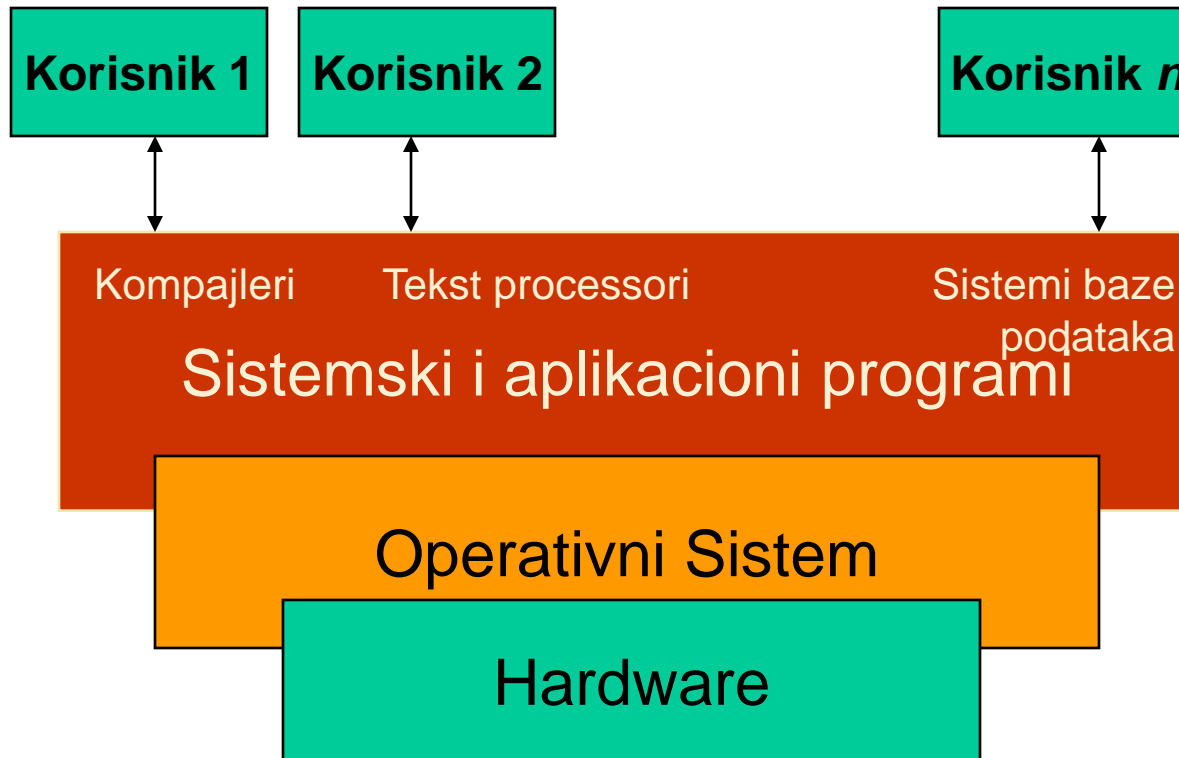 Korisnik 1
Korisnik 2
Korisnik n
Kompajleri
Tekst processori
Sistemi baze
podataka
Sistemski i aplikacioni programi
Operativni Sistem
Hardware